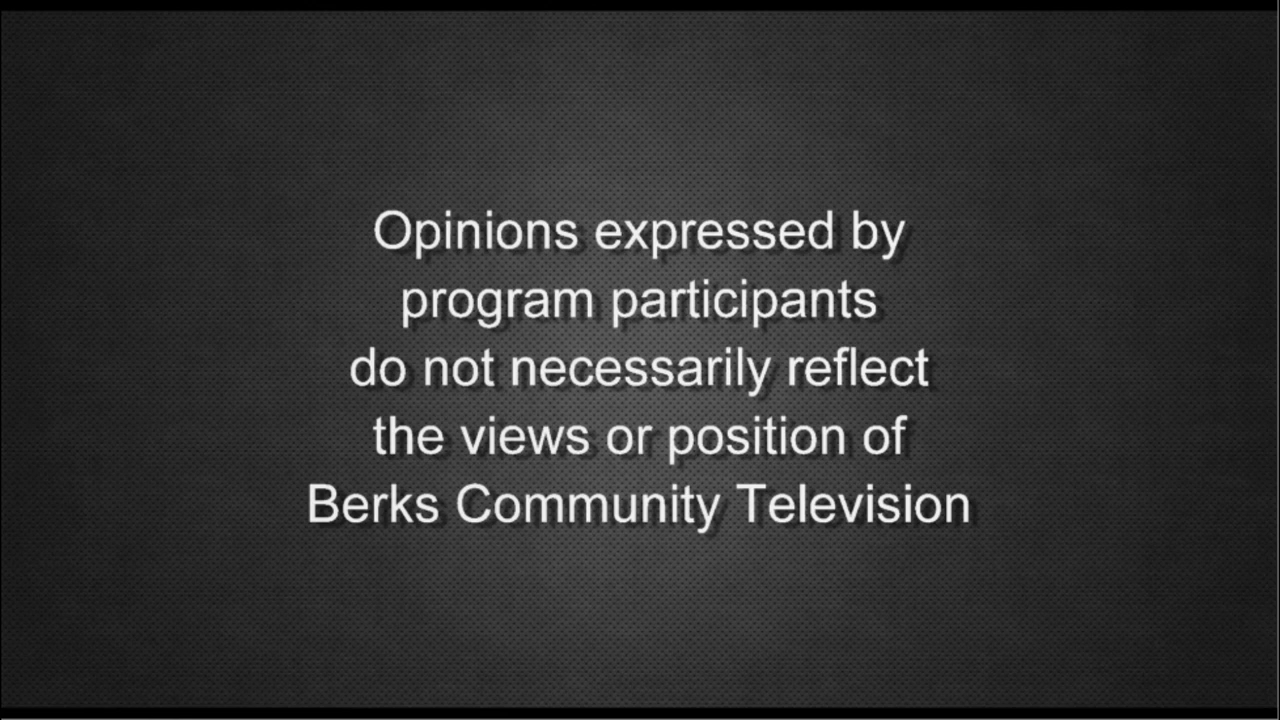 Opinions expressed by
program participants
do not necessarily reflect
the views or position of
Berks Community Television